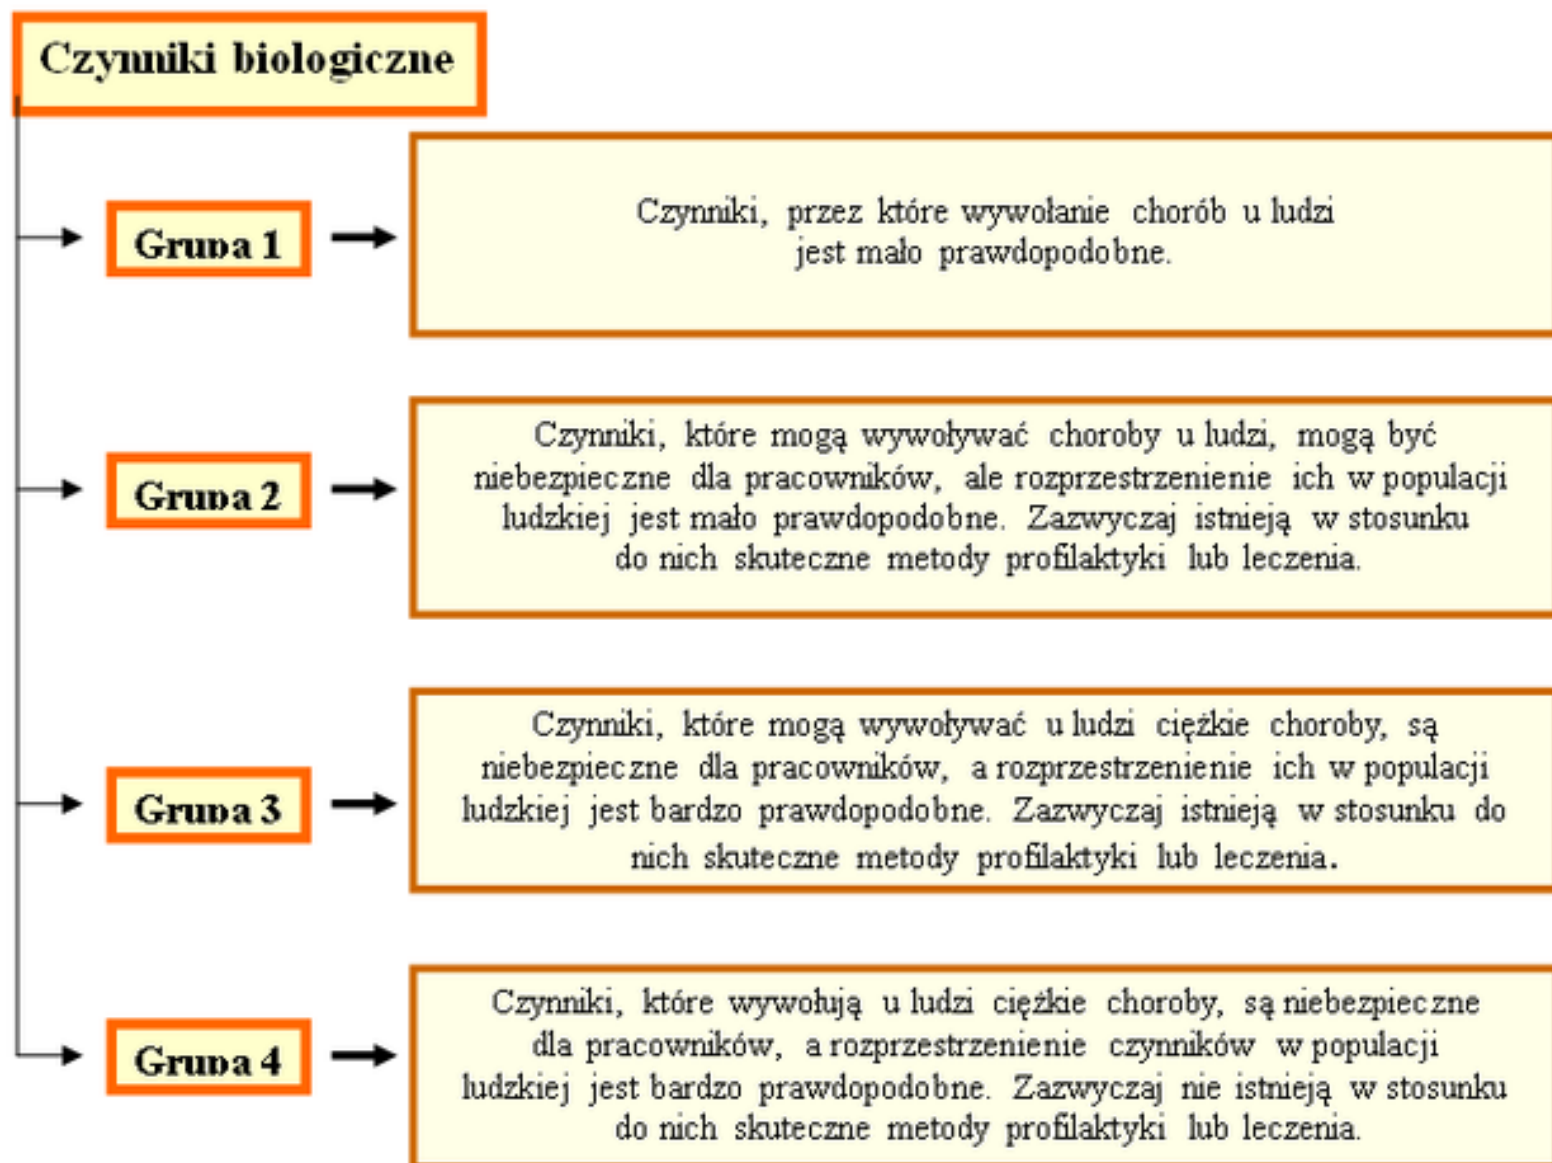 Czynniki biologiczne
Grupa 1
Czynniki, przez które wywołanie chorób u ludzi
jest mało prawdopodobne.
Grupa 2
Czynniki, które mogą wywoływać choroby u ludzi, mogą być
niebezpieczne dla pracowników, ale rozprzestrzenienie ich w populacji
ludzkiej jest mało prawdopodobne. Zazwyczaj istnieją w stosunku
do nich skuteczne metody profilaktyki lub leczenia.
Grupa 3
Czynniki, które mogą wywoływać u ludzi ciężkie choroby, są
niebezpieczne dla pracowników, a rozprzestrzenienie ich w populacji
ludzkiej jest bardzo prawdopodobne. Zazwyczaj istnieją w stosunku do
nich skuteczne metody profilaktyki lub leczenia.
Grupa 4
Czynniki, które wywołują u ludzi ciężkie choroby, są niebezpieczne
dla pracowników, a rozprzestrzenienie czynników w populacji
ludzkiej jest bardzo prawdopodobne. Zazwyczaj nie istnieją w stosunku
do nich skuteczne metody profilaktyki lub leczenia.